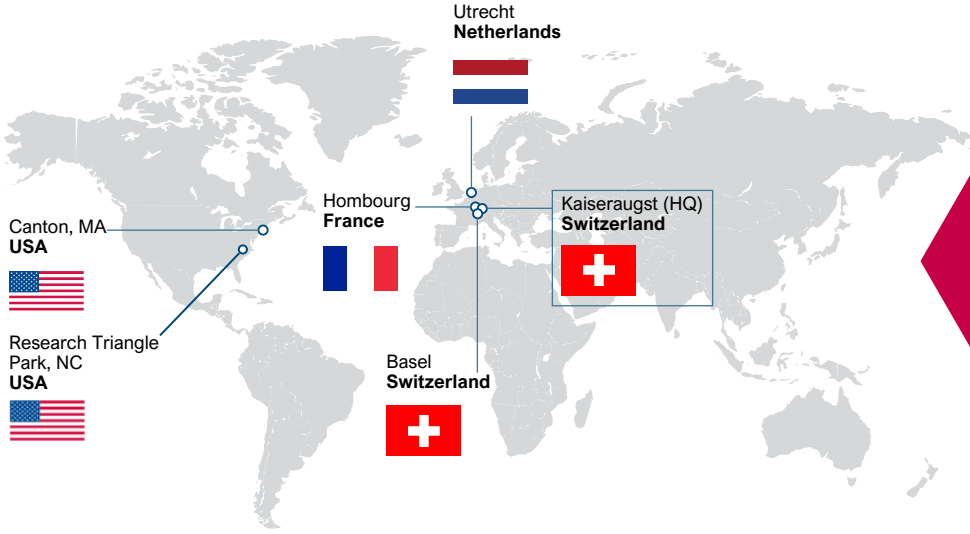 Utrecht
Netherlands
Hombourg
France
Kaiseraugst (HQ)
Switzerland
Canton, MA
USA
Research Triangle
Park, NC
USA
Basel
Switzerland